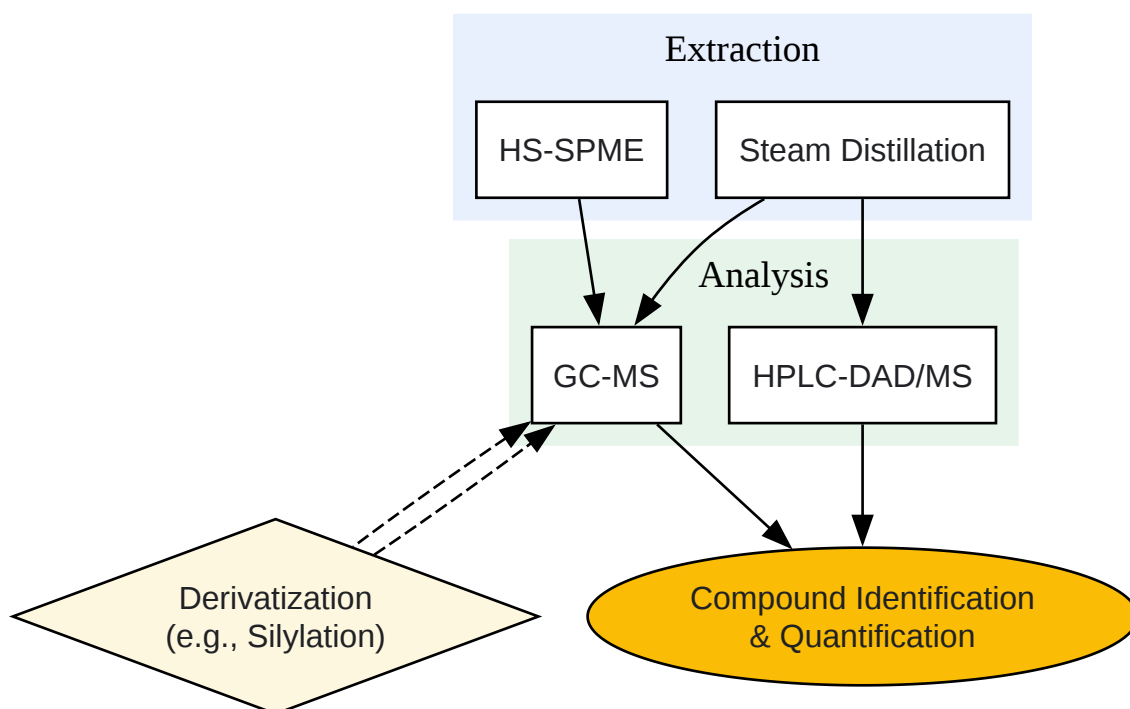 Extraction
HS-SPME
Steam Distillation
Analysis
GC-MS
HPLC-DAD/MS
Derivatization
(e.g., Silylation)
Compound Identification
& Quantification